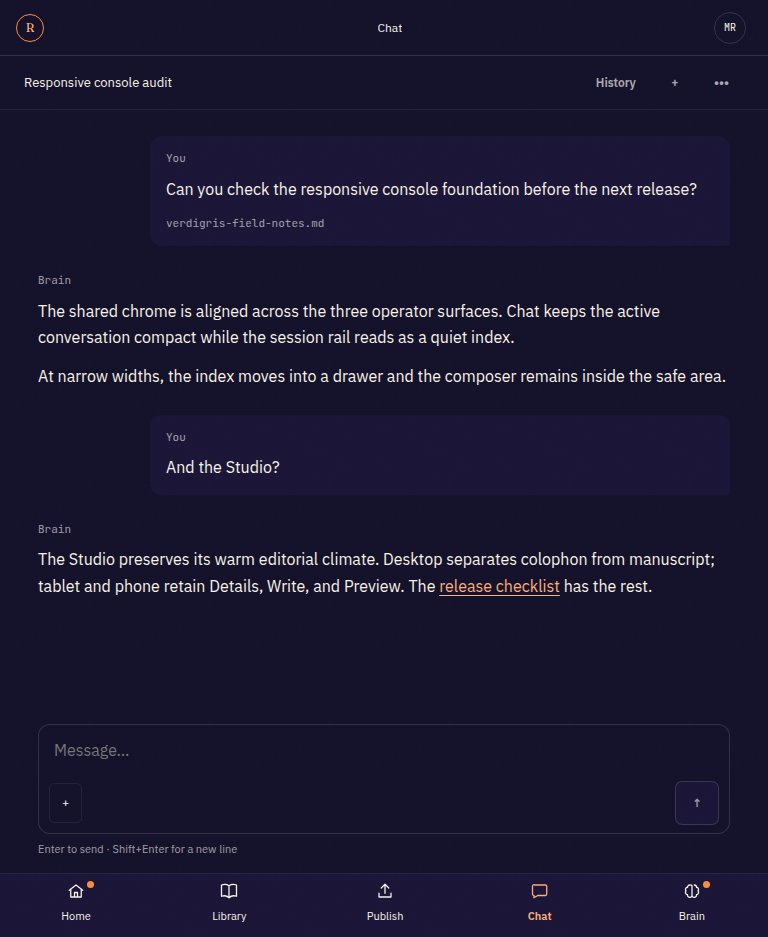 R
Chat
MR
Responsive console audit
History
+
•••
You
Can you check the responsive console foundation before the next release?
verdigris-field-notes.md
Brain
The shared chrome is aligned across the three operator surfaces. Chat keeps the active
conversation compact while the session rail reads as a quiet index.
At narrow widths, the index moves into a drawer and the composer remains inside the safe area.
You
And the Studio?
Brain
The Studio preserves its warm editorial climate. Desktop separates colophon from manuscript;
tablet and phone retain Details, Write, and Preview. The release checklist has the rest.
Message...
+
↑
Enter to send · Shift+Enter for a new line
Home
Library
Publish
Chat
Brain